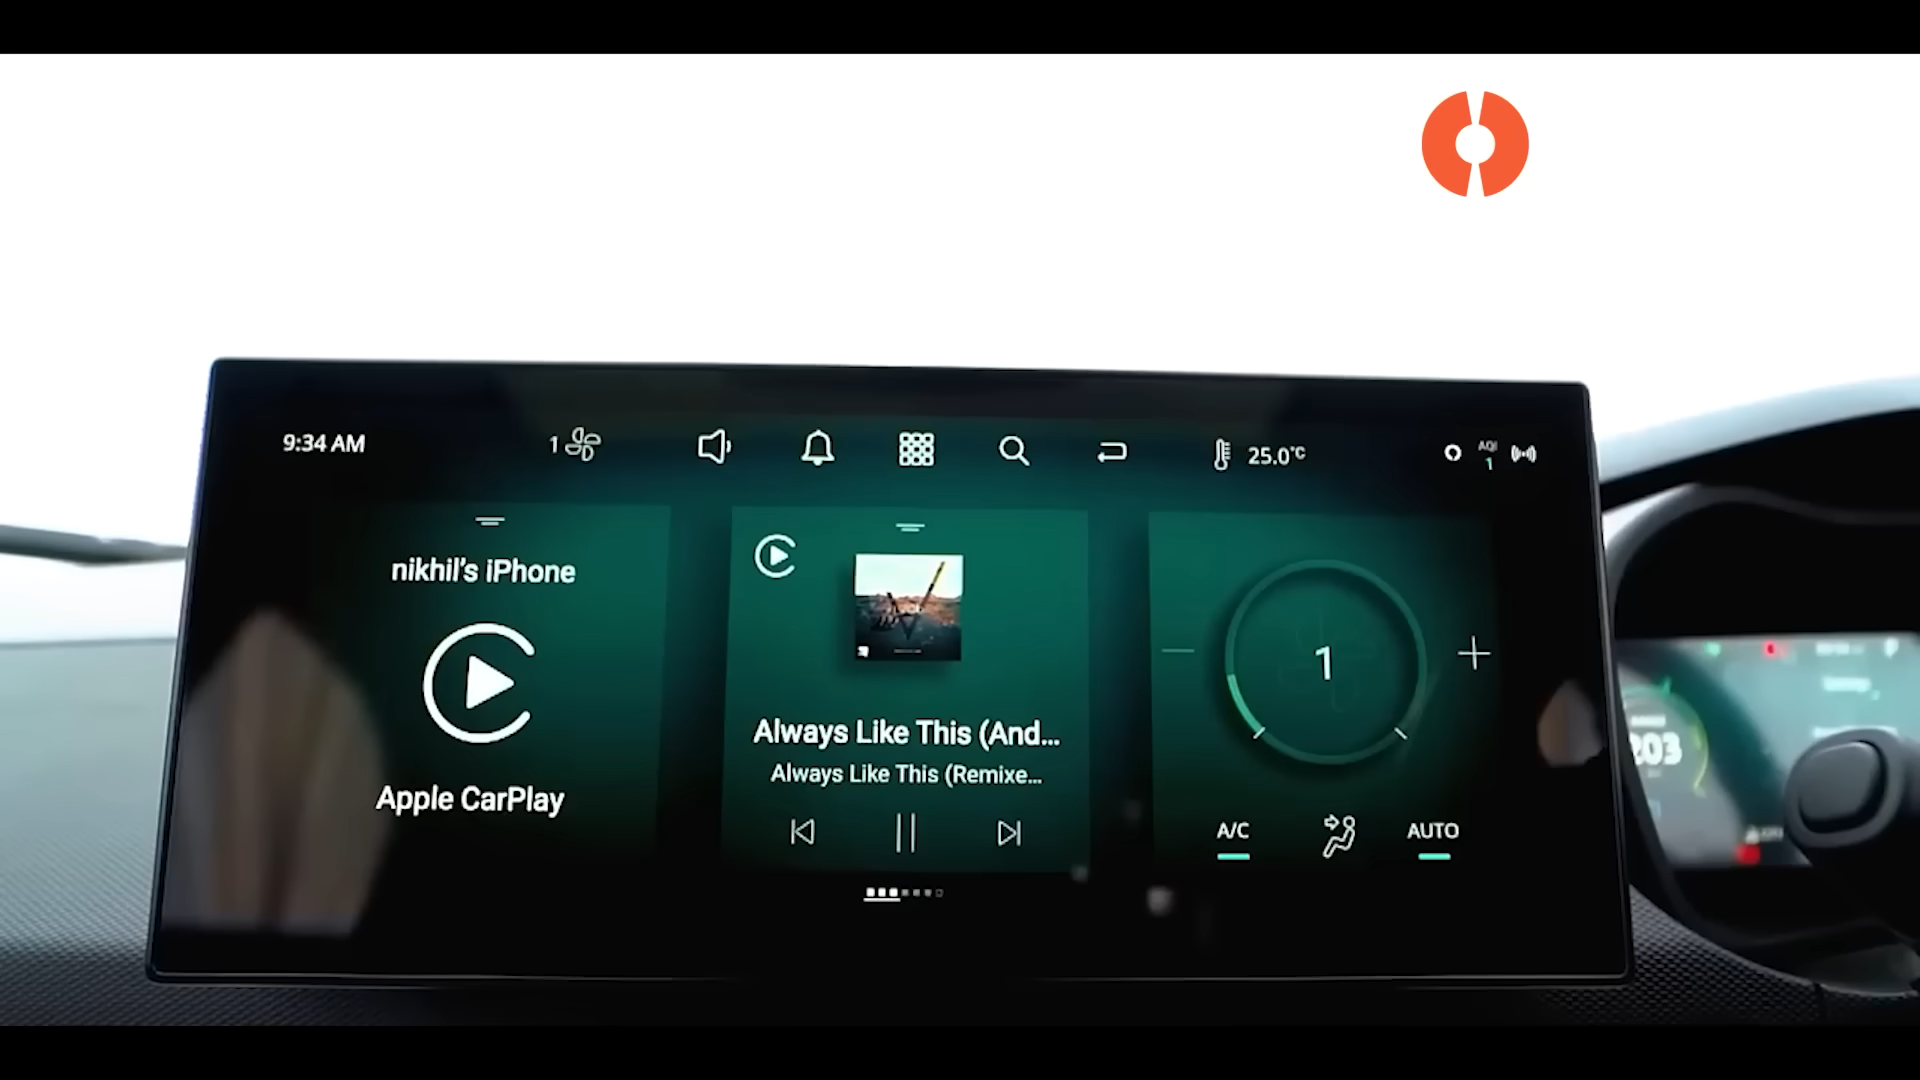 9:34 AM
1
25.0°C
AQI
1
nikhil's iPhone
Apple CarPlay
Always Like This (And...
Always Like This (Remixe...
1
A/C
AUTO
203